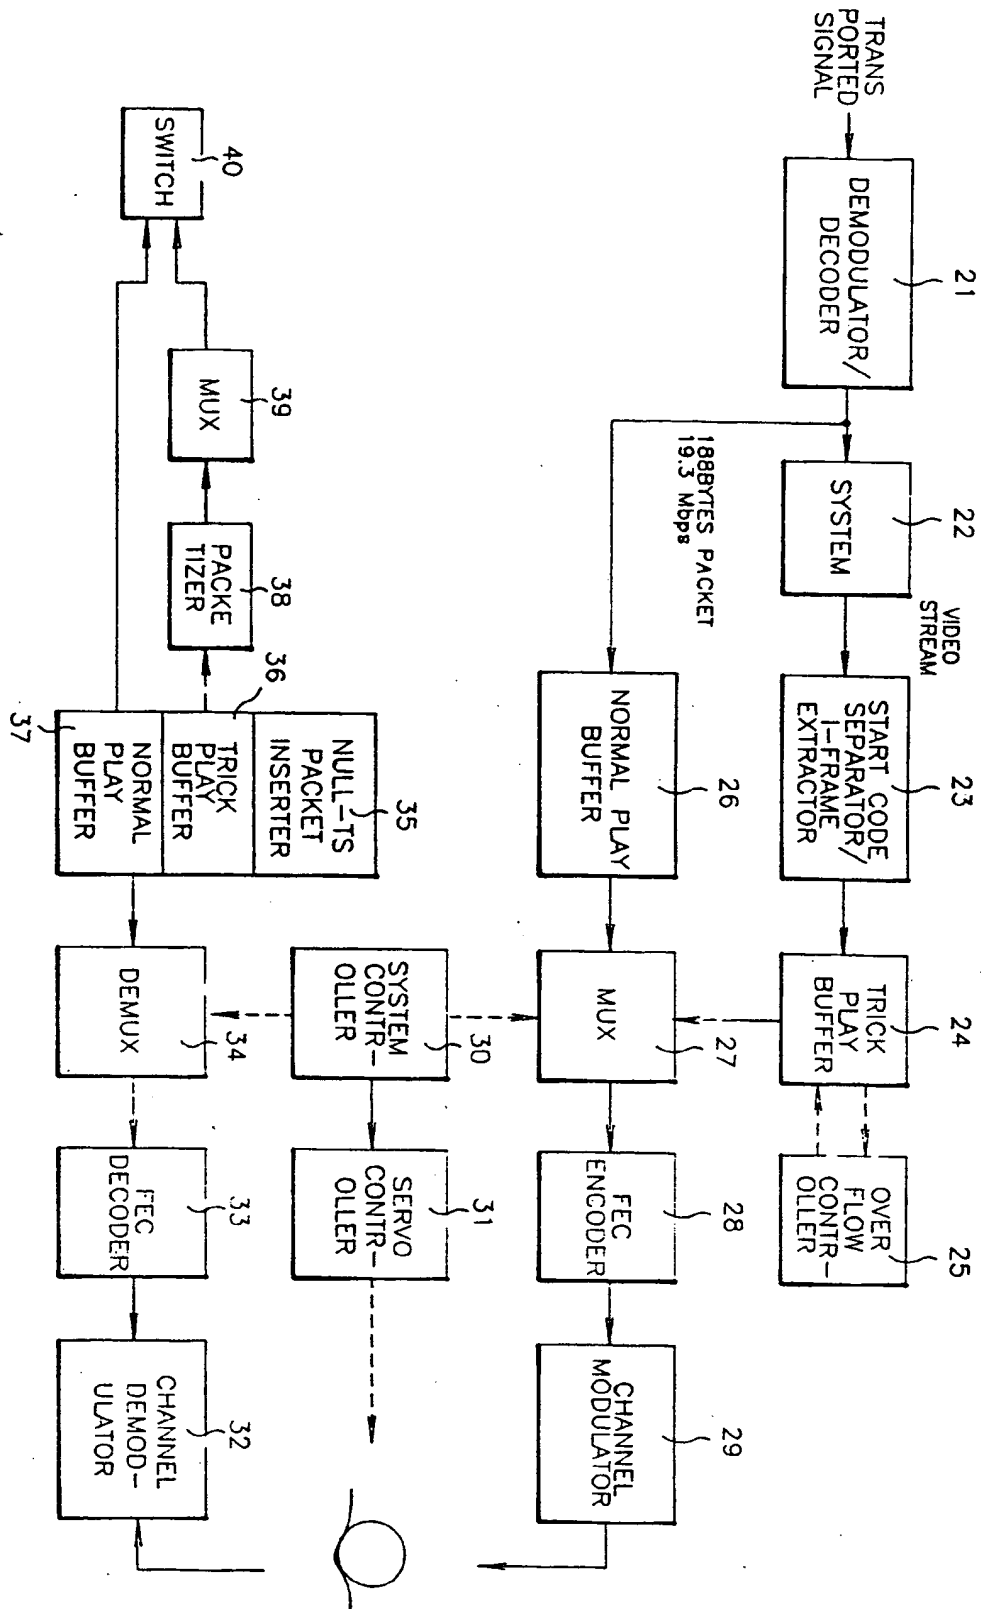 TRANS
PORTED
SIGNAL
DEMODULATOR/
DECODER
21
SYSTEM
22
VIDEO
STREAM
START CODE
SEPARATOR/
I-FRAME
EXTRACTOR
23
TRICK
PLAY
BUFFER
24
OVER
FLOW
CONTR-
OLLER
25
188BYTES PACKET
19.3 Mbps
NORMAL PLAY
BUFFER
26
MUX
27
FEC
ENCODER
28
CHANNEL
MODULATOR
29
SYSTEM
CONTR-
OLLER
30
SERVO
CONTR-
OLLER
31
SWITCH
40
MUX
39
PACKE
TIZER
38
NULL-TS
PACKET
INSERTER
35
TRICK
PLAY
BUFFER
36
NORMAL
PLAY
BUFFER
37
DEMUX
34
FEC
DECODER
33
CHANNEL
DEMOD-
ULATOR
32